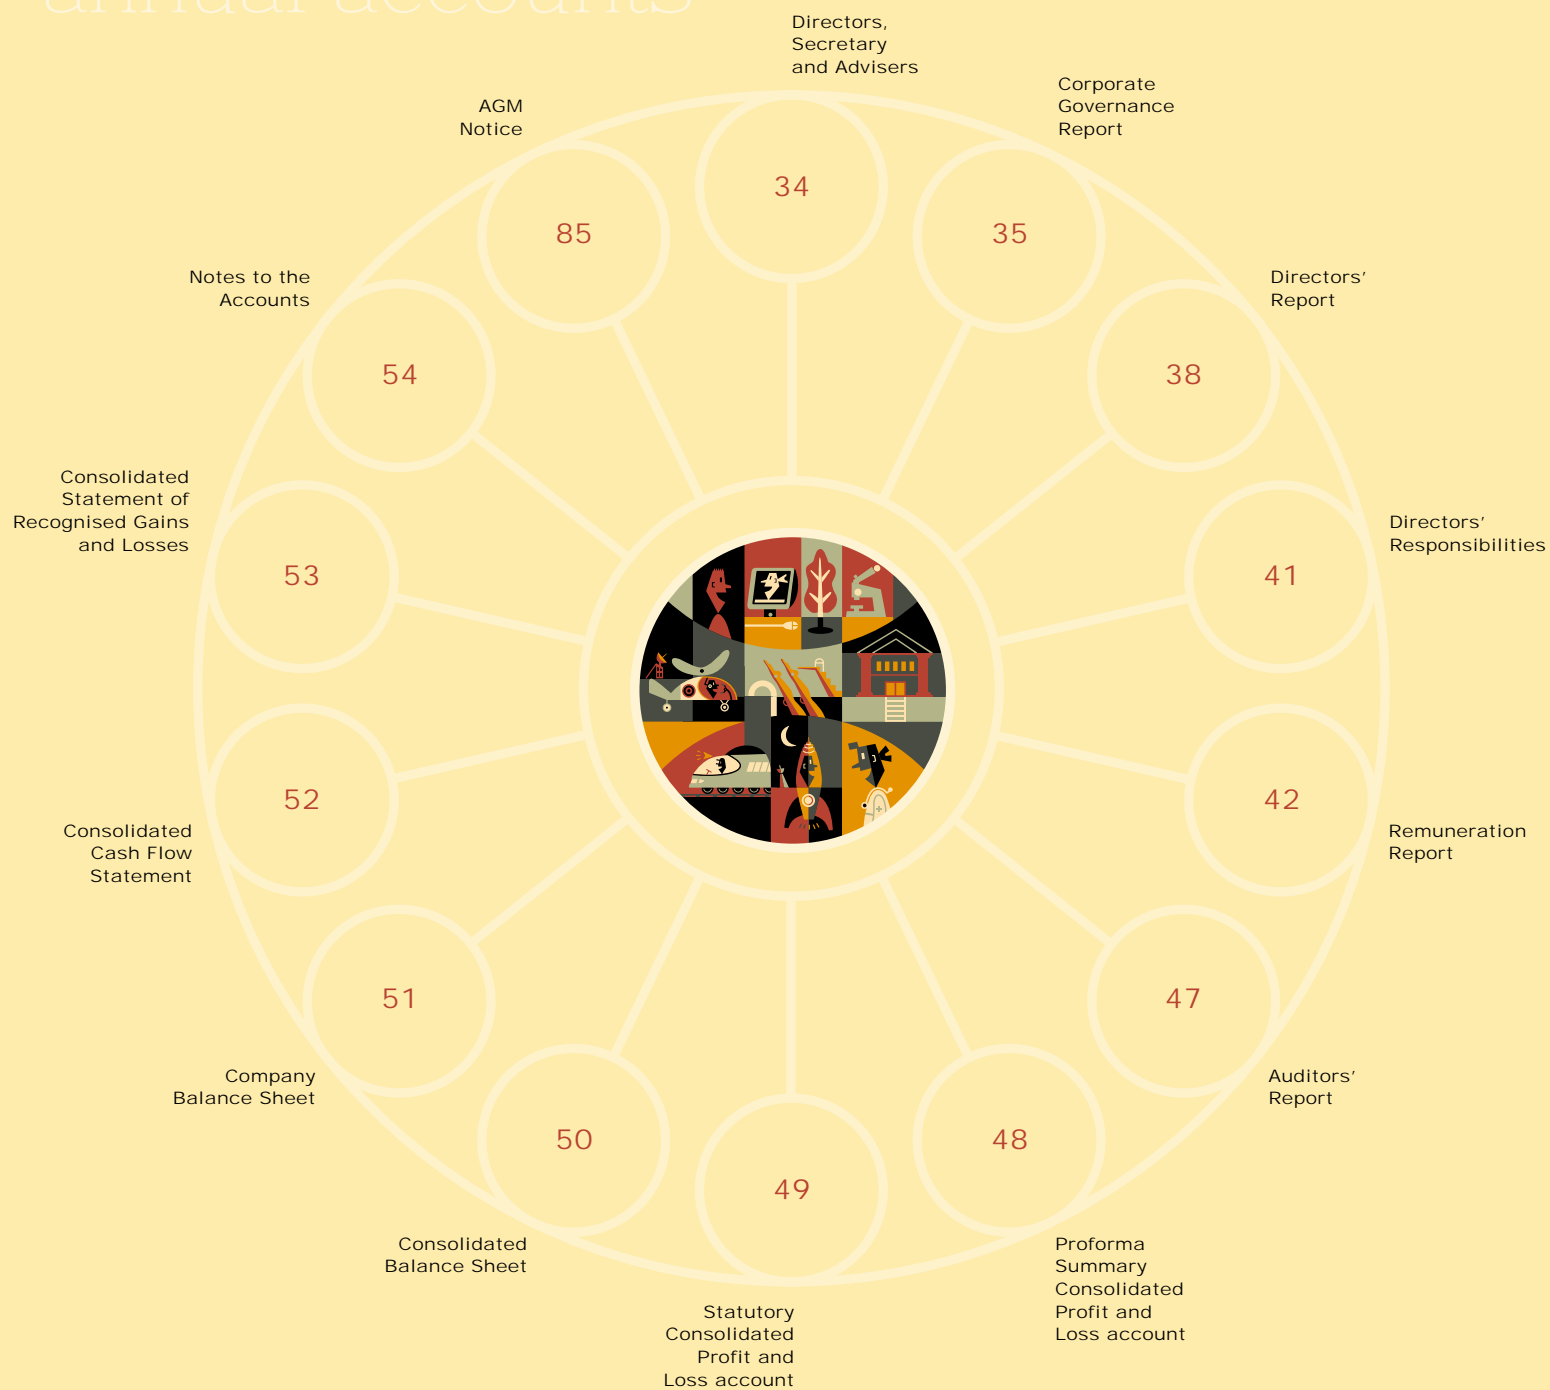 annual accounts
Directors,
Secretary
and Advisers
34
Corporate
Governance
Report
35
Directors’
Report
38
Directors’
Responsibilities
41
Remuneration
Report
42
Auditors’
Report
47
Proforma
Summary
Consolidated
Profit and
Loss account
48
Statutory
Consolidated
Profit and
Loss account
49
Consolidated
Balance Sheet
50
Company
Balance Sheet
51
Consolidated
Cash Flow
Statement
52
Consolidated
Statement of
Recognised Gains
and Losses
53
Notes to the
Accounts
54
AGM
Notice
85